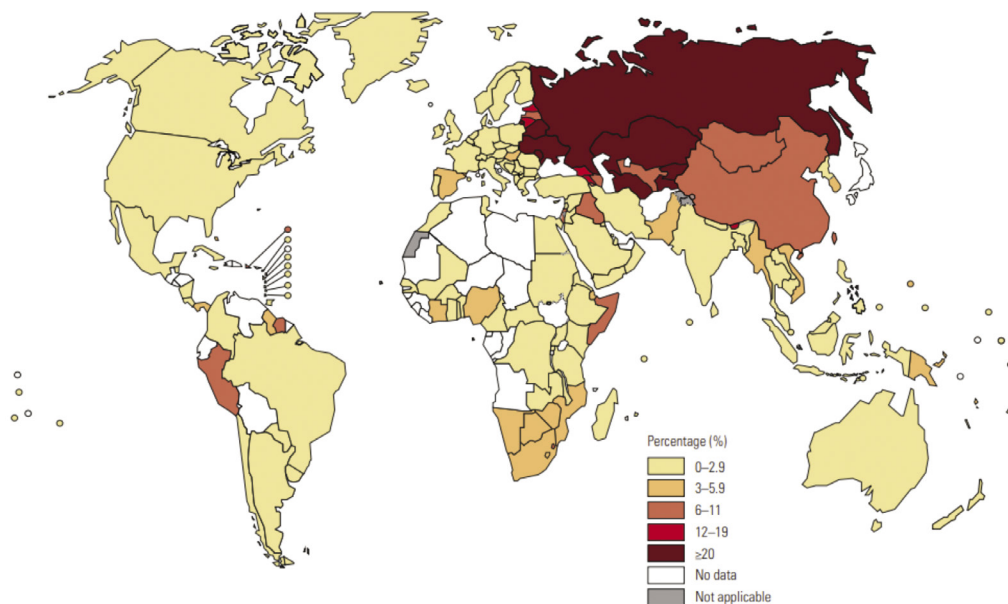 Percentage (%)
0–2.9
3–5.9
6–11
12–19
≥20
No data
Not applicable